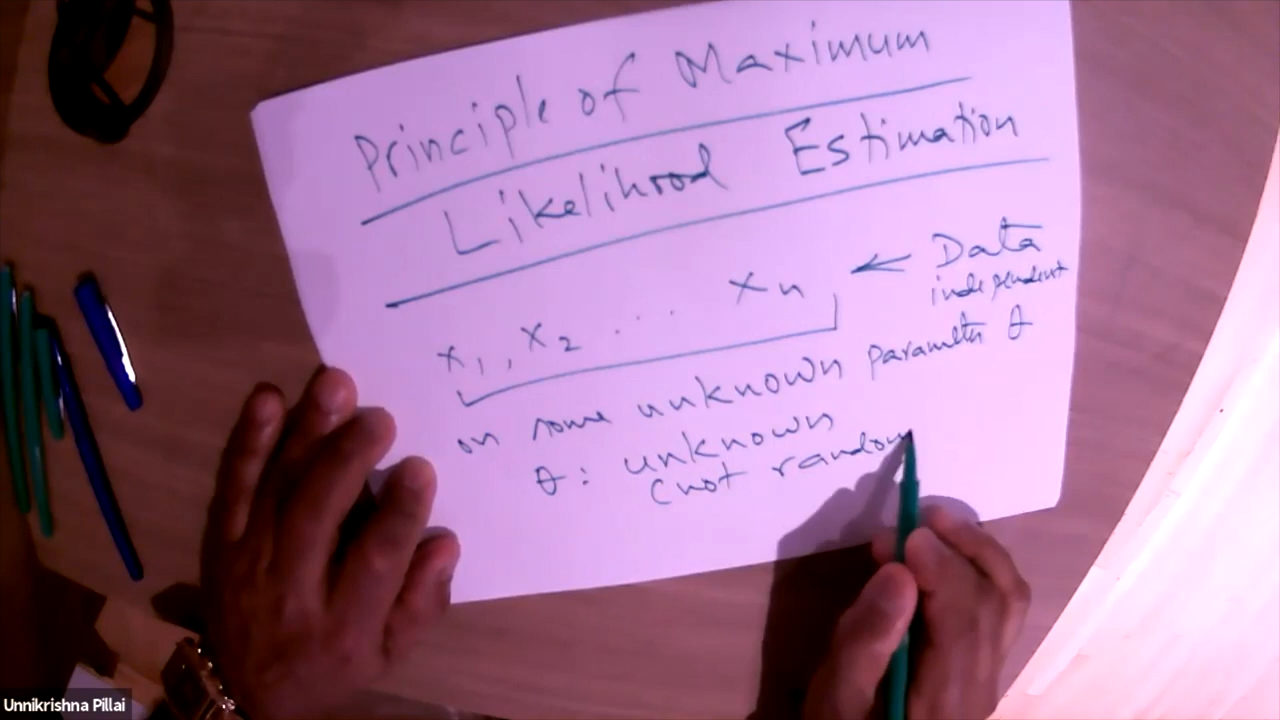 Principle of Maximum
Likelihood Estimation
x1, x2 .... xn ← Data
independent
on some unknown parameter θ
θ: unknown
(not random
Unnikrishna Pillai